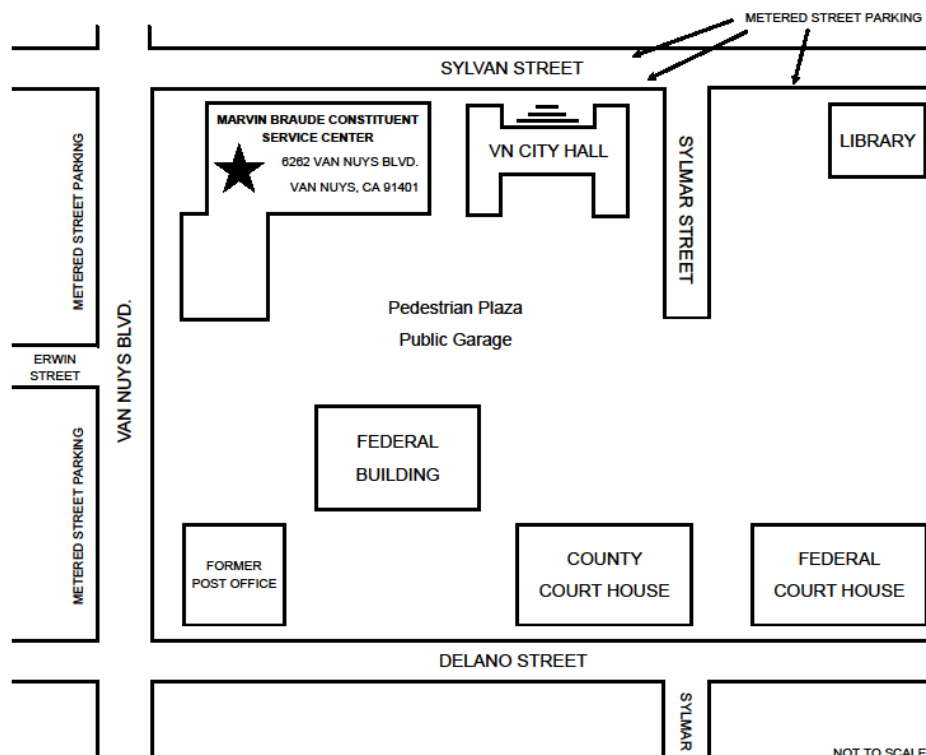 METERED STREET PARKING
SYLVAN STREET
MARVIN BRAUDE CONSTITUENT
SERVICE CENTER
6262 VAN NUYS BLVD.
VAN NUYS, CA 91401
VN CITY HALL
LIBRARY
SYLMAR STREET
METERED STREET PARKING
Pedestrian Plaza
Public Garage
ERWIN
STREET
VAN NUYS BLVD.
METERED STREET PARKING
FEDERAL
BUILDING
FORMER
POST OFFICE
COUNTY
COURT HOUSE
FEDERAL
COURT HOUSE
DELANO STREET
SYLMAR
NOT TO SCALE